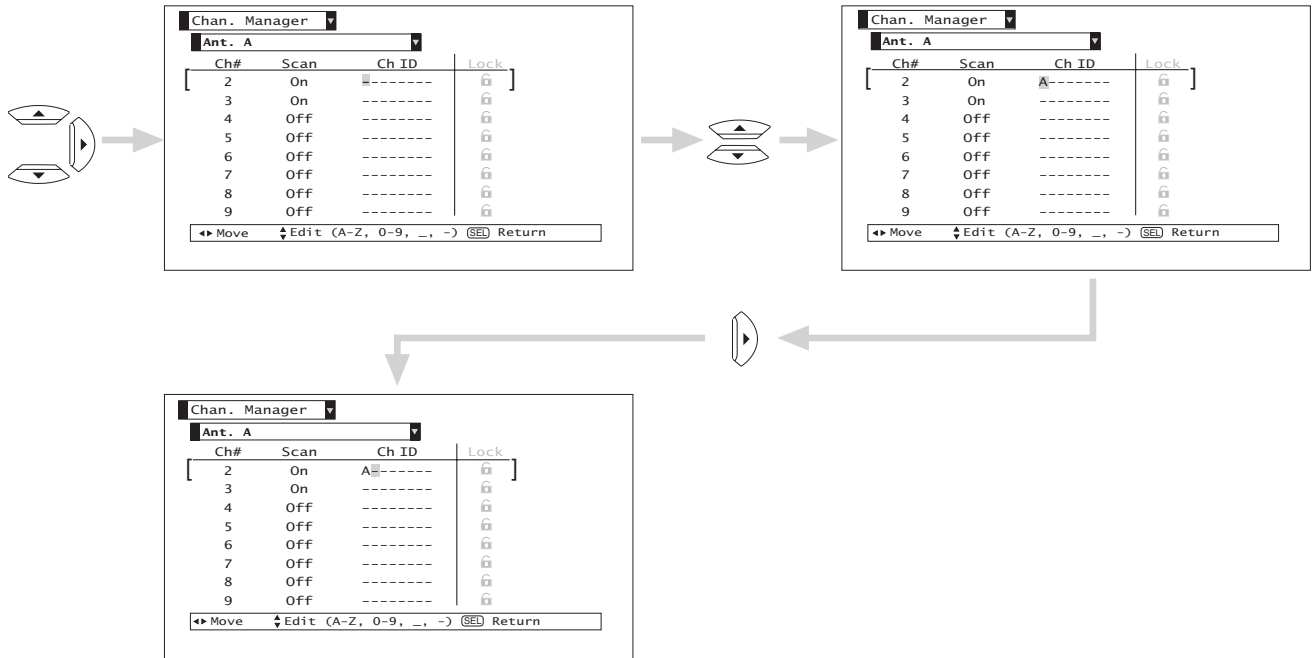 Chan. Manager
Ant. A
Ch# Scan Ch ID Lock
[ 2 On -------- ]
3 On --------
4 Off --------
5 Off --------
6 Off --------
7 Off --------
8 Off --------
9 Off --------
Move Edit (A-Z, 0-9, _, -) SEL Return
Chan. Manager
Ant. A
Ch# Scan Ch ID Lock
[ 2 On A------- ]
3 On --------
4 Off --------
5 Off --------
6 Off --------
7 Off --------
8 Off --------
9 Off --------
Move Edit (A-Z, 0-9, _, -) SEL Return
Chan. Manager
Ant. A
Ch# Scan Ch ID Lock
[ 2 On A------- ]
3 On --------
4 Off --------
5 Off --------
6 Off --------
7 Off --------
8 Off --------
9 Off --------
Move Edit (A-Z, 0-9, _, -) SEL Return